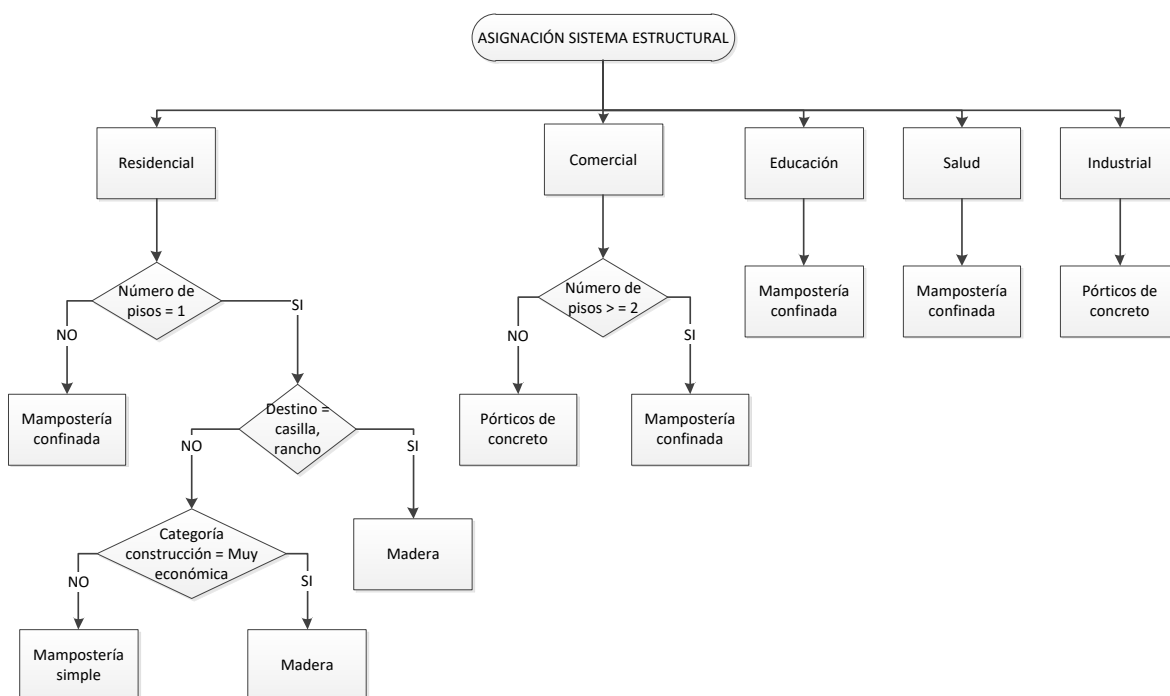 ASIGNACIÓN SISTEMA ESTRUCTURAL
Residencial
Comercial
Educación
Salud
Industrial
Número de
pisos = 1
NO
SI
Número de
pisos > = 2
NO
SI
Mampostería
confinada
Mampostería
confinada
Pórticos de
concreto
Mampostería
confinada
Destino =
casilla,
rancho
NO
SI
Pórticos de
concreto
Mampostería
confinada
Categoría
construcción = Muy
económica
NO
SI
Madera
Mampostería
simple
Madera